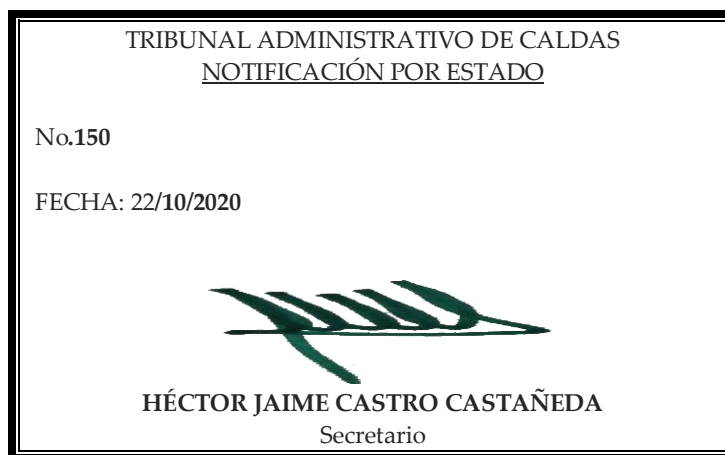 TRIBUNAL ADMINISTRATIVO DE CALDAS
NOTIFICACIÓN POR ESTADO
No.150
FECHA: 22/10/2020
HÉCTOR JAIME CASTRO CASTAÑEDA
Secretario